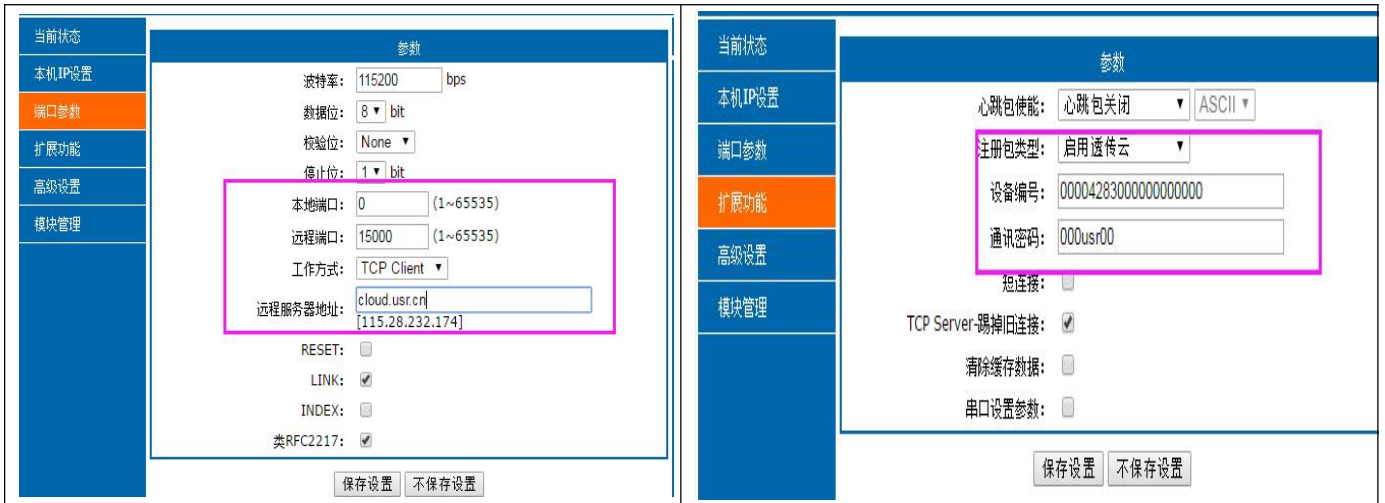 当前状态
本机IP设置
端口参数
扩展功能
高级设置
模块管理
参数
波特率： 115200 bps
数据位： 8 bit
校验位： None
停止位： 1 bit
本地端口： 0 (1~65535)
远程端口： 15000 (1~65535)
工作方式： TCP Client
远程服务器地址： cloud.usr.cn
[115.28.232.174]
RESET：
LINK：
INDEX：
类RFC2217：
保存设置 不保存设置
当前状态
本机IP设置
端口参数
扩展功能
高级设置
模块管理
参数
心跳包使能： 心跳包关闭 ASCII
注册包类型： 启用透传云
设备编号： 00004283000000000000
通讯密码： 000usr00
短连接：
TCP Server-踢掉旧连接：
清除缓存数据：
串口设置参数：
保存设置 不保存设置